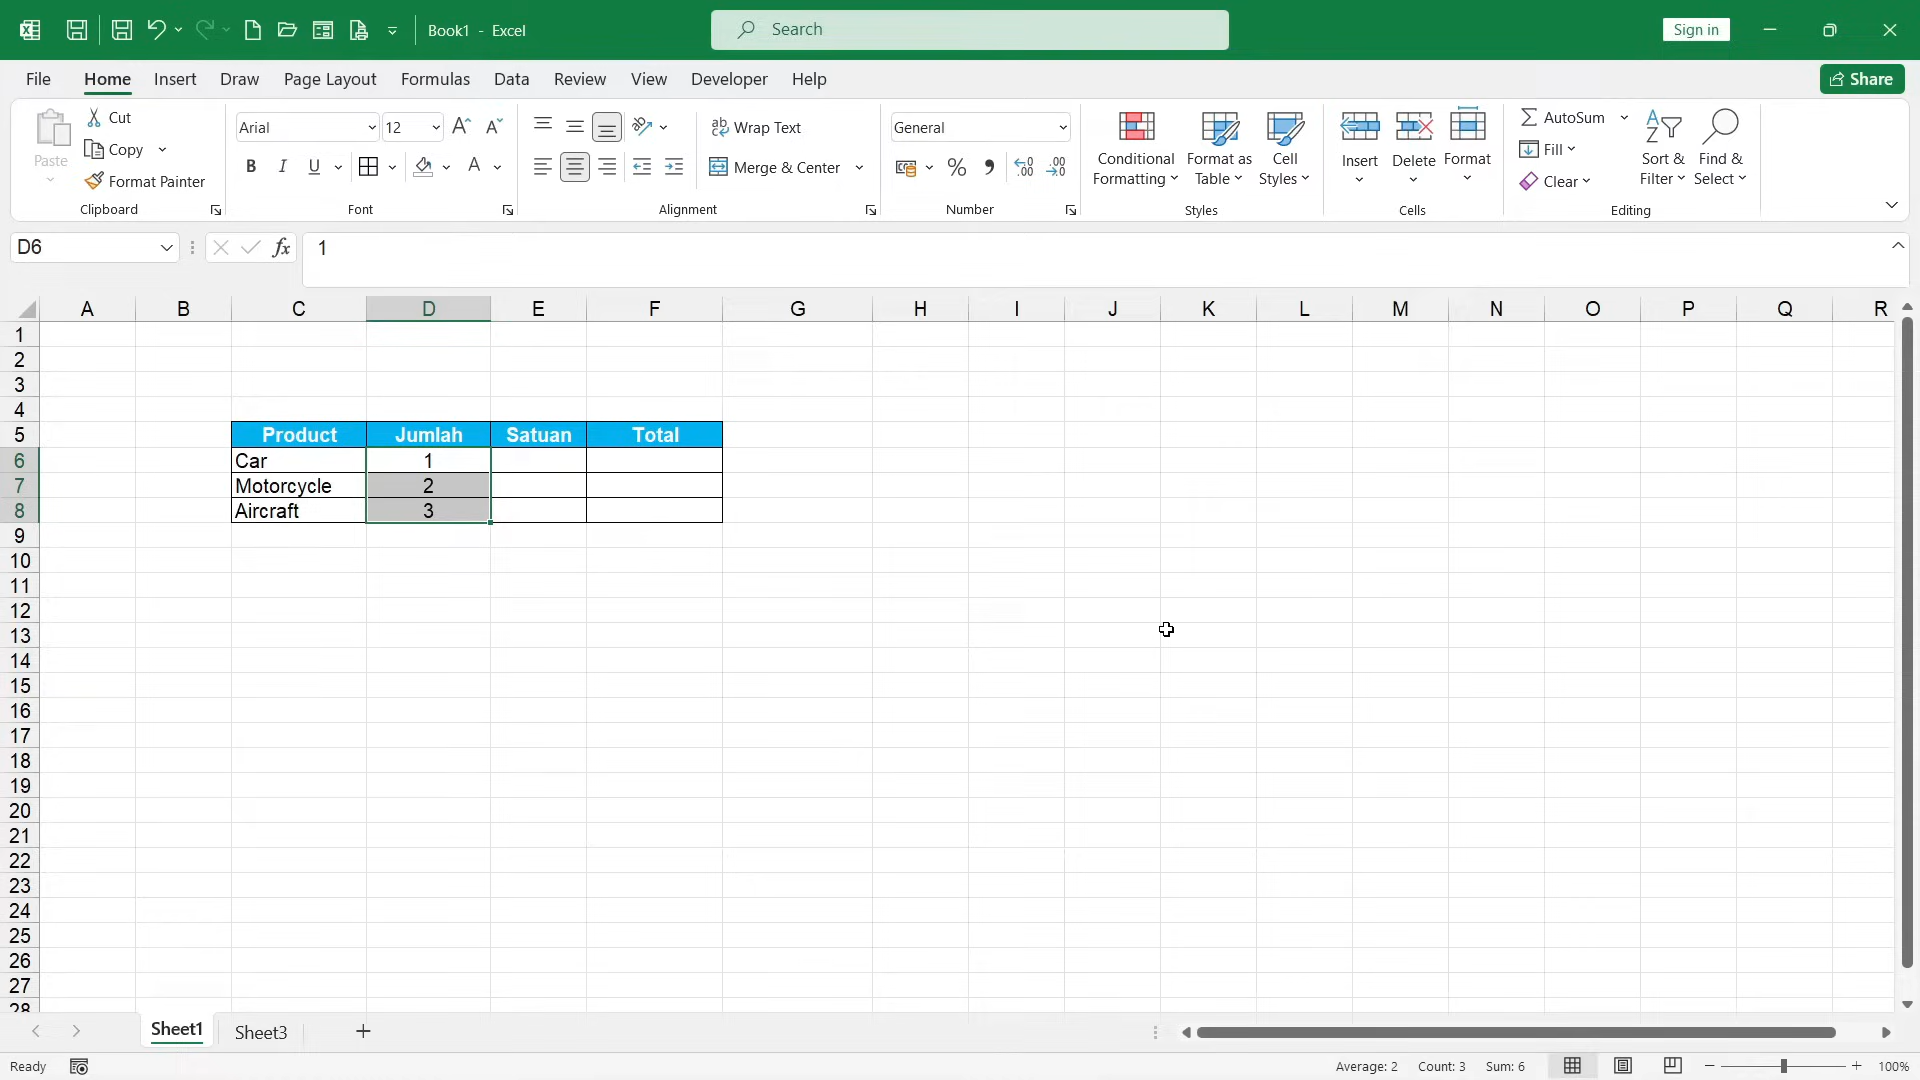 Book1 - Excel
Search
Sign in
File Home Insert Draw Page Layout Formulas Data Review View Developer Help
Share
Paste
Cut
Copy
Format Painter
Clipboard
Arial 12
B I U
Font
Wrap Text
Merge & Center
Alignment
General
Number
Conditional Formatting
Format as Table
Cell Styles
Styles
Insert
Delete
Format
Cells
AutoSum
Fill
Clear
Sort & Filter
Find & Select
Editing
D6
fx
1
A B C D E F G H I J K L M N O P Q R
1
2
3
4
5 Product Jumlah Satuan Total
6 Car 1
7 Motorcycle 2
8 Aircraft 3
9
10
11
12
13
14
15
16
17
18
19
20
21
22
23
24
25
26
27
28
Sheet1 Sheet3
Ready
Average: 2 Count: 3 Sum: 6
100%